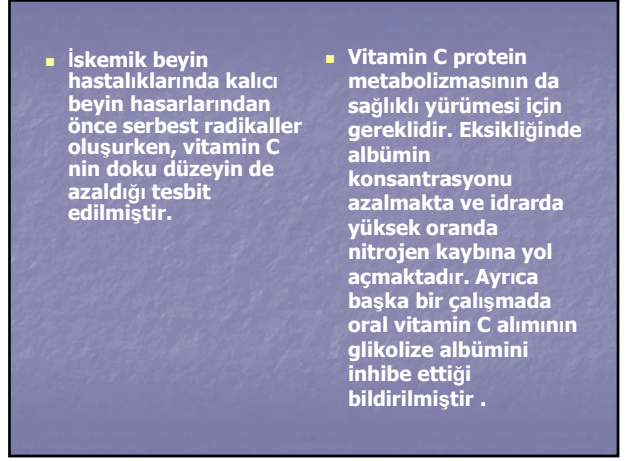 İskemik beyin
hastalıklarında kalıcı
beyin hasarlarından
önce serbest radikaller
oluşurken, vitamin C
nin doku düzeyin de
azaldığı tesbit
edilmiştir.
Vitamin C protein
metabolizmasının da
sağlıklı yürümesi için
gereklidir. Eksikliğinde
albümin
konsantrasyonu
azalmakta ve idrarda
yüksek oranda
nitrojen kaybına yol
açmaktadır. Ayrıca
başka bir çalışmada
oral vitamin C alımının
glikolize albümini
inhibe ettiği
bildirilmiştir .